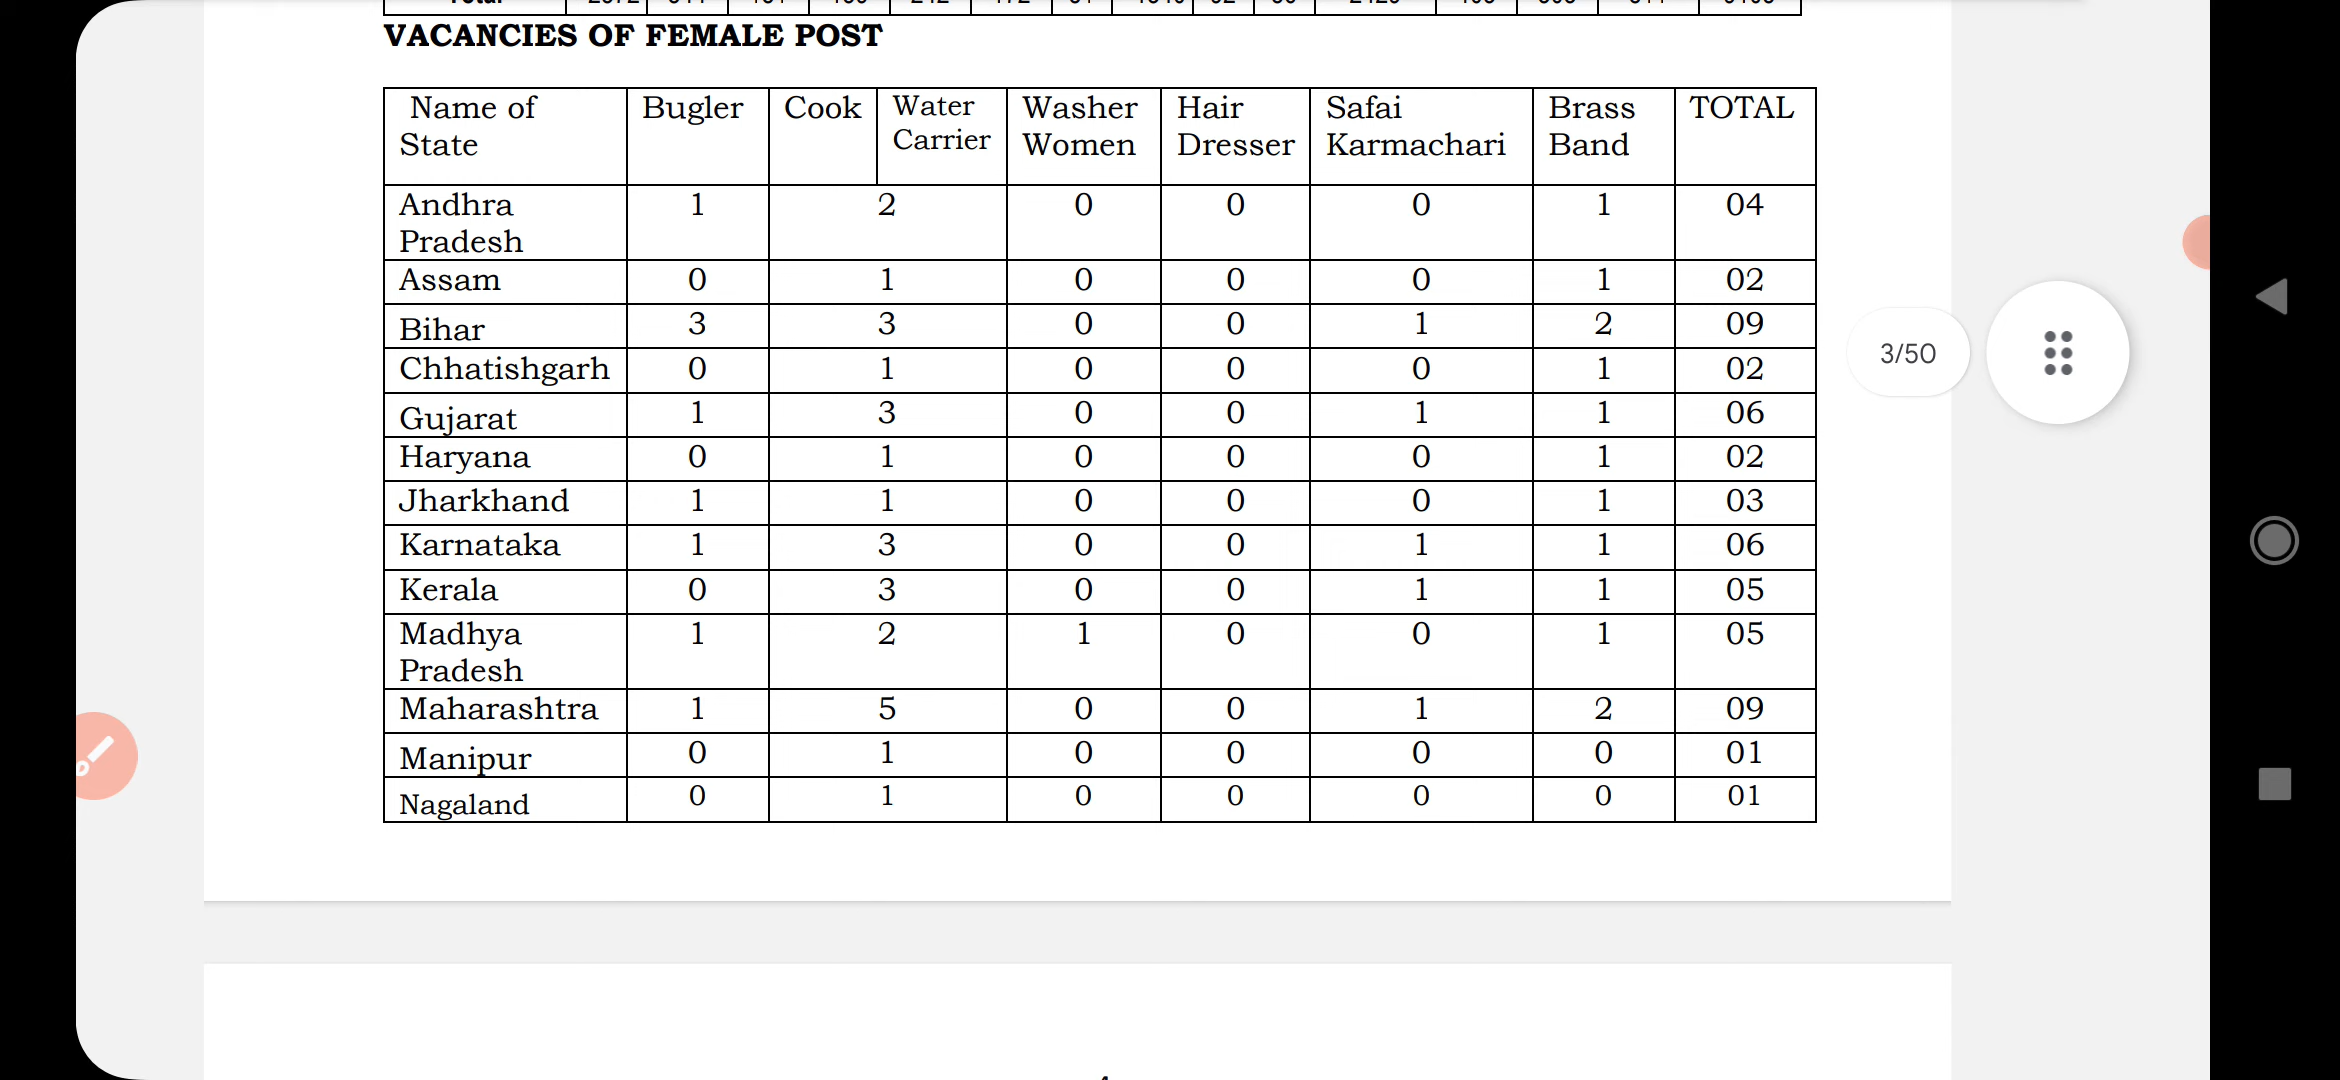 VACANCIES OF FEMALE POST
Name of State Bugler Cook Water Carrier Washer Women Hair Dresser Safai Karmachari Brass Band TOTAL
Andhra Pradesh 1 2 0 0 0 1 04
Assam 0 1 0 0 0 1 02
Bihar 3 3 0 0 1 2 09
Chhatishgarh 0 1 0 0 0 1 02
Gujarat 1 3 0 0 1 1 06
Haryana 0 1 0 0 0 1 02
Jharkhand 1 1 0 0 0 1 03
Karnataka 1 3 0 0 1 1 06
Kerala 0 3 0 0 1 1 05
Madhya Pradesh 1 2 1 0 0 1 05
Maharashtra 1 5 0 0 1 2 09
Manipur 0 1 0 0 0 0 01
Nagaland 0 1 0 0 0 0 01
3/50